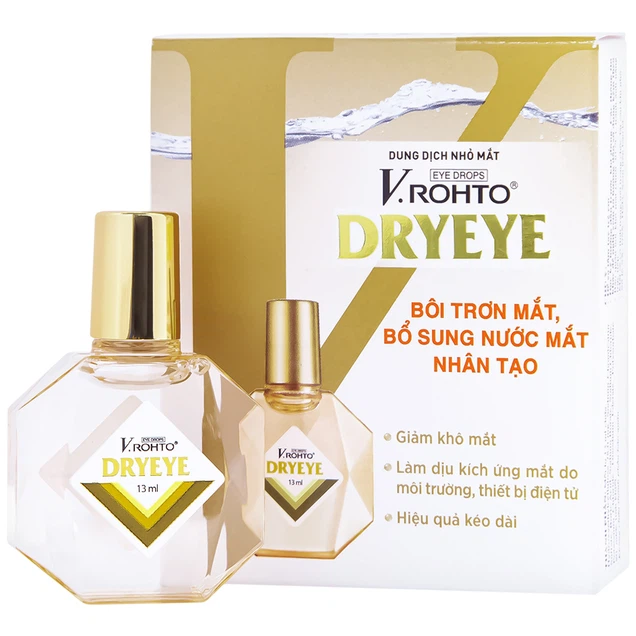 DUNG DỊCH NHỎ MẮT
EYE DROPS
V.ROHTO®
DRYEYE
BÔI TRƠN MẮT,
BỔ SUNG NƯỚC MẮT
NHÂN TẠO
Giảm khô mắt
Làm dịu kích ứng mắt do
môi trường, thiết bị điện tử
Hiệu quả kéo dài
EYE DROPS
V.ROHTO®
DRYEYE
13 ml
EYE DROPS
V.ROHTO®
DRYEYE
13 ml